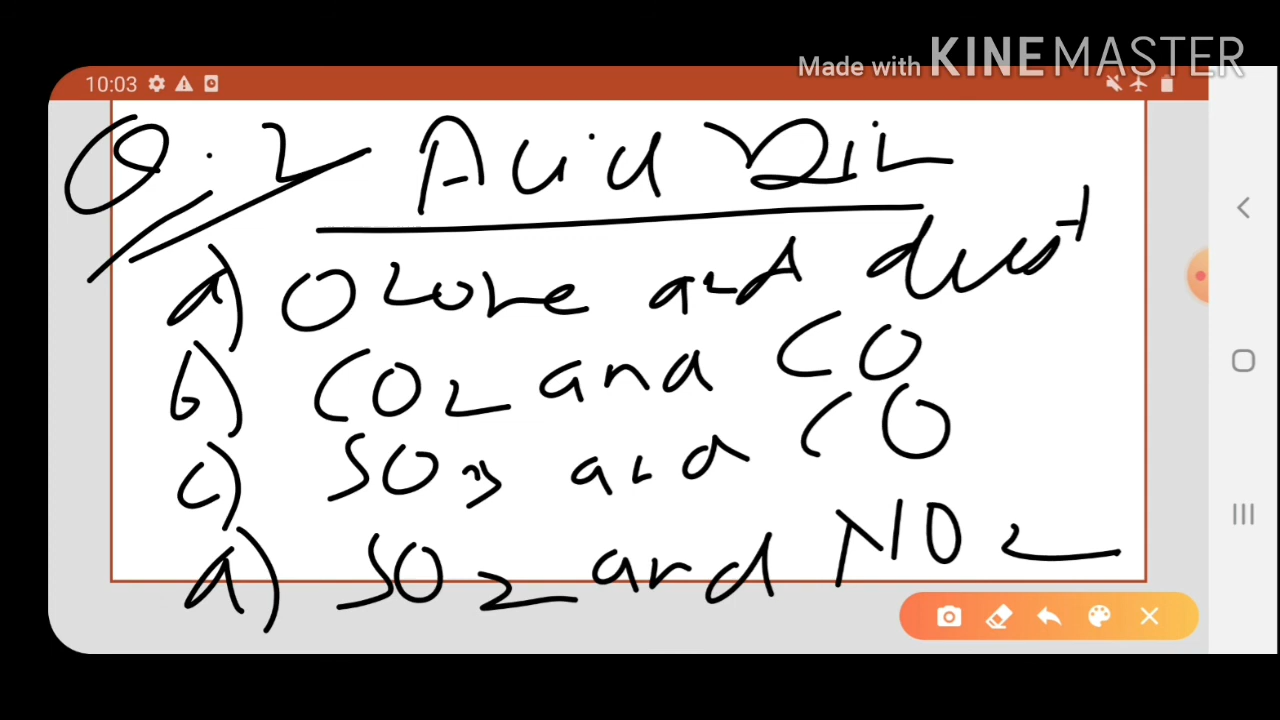 Made with KINEMASTER
10:03
Q.2 Acid
a) Ozone and dust
b) CO2 and CO
c) SO3 and CO
d) SO2 and NO2